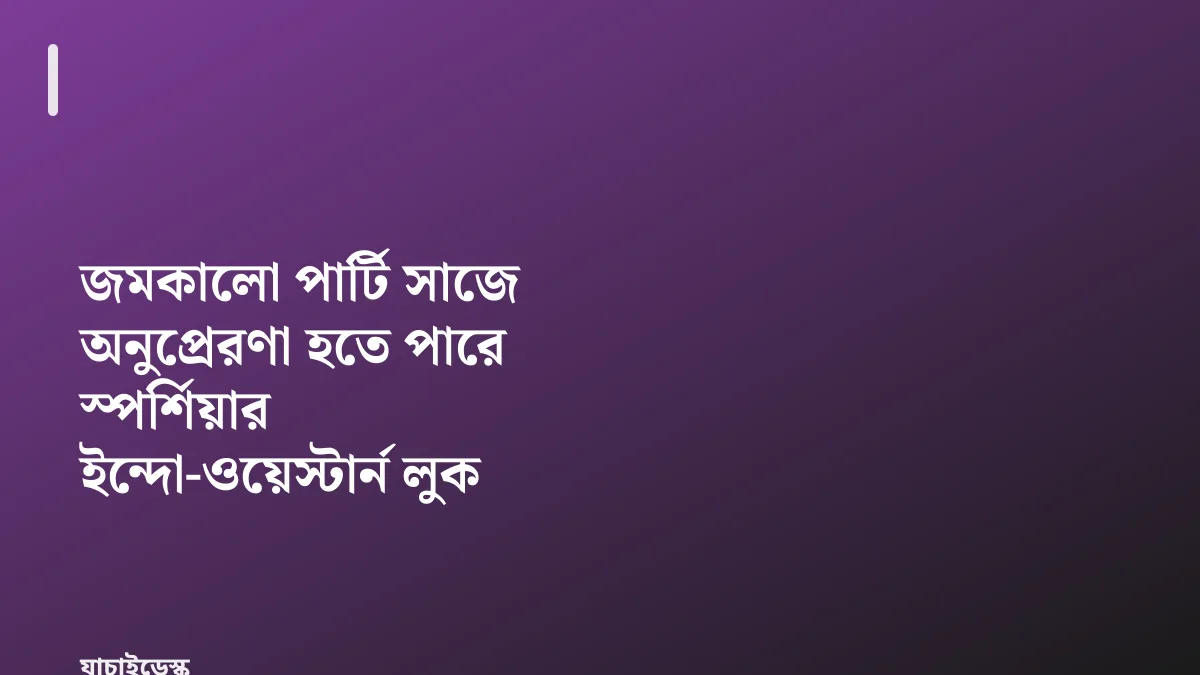 জমকালো পার্টি সাজে
অনুপ্রেরণা হতে পারে
স্পর্শিয়ার
ইন্দো-ওয়েস্টার্ন লুক
যাচাইডেস্ক